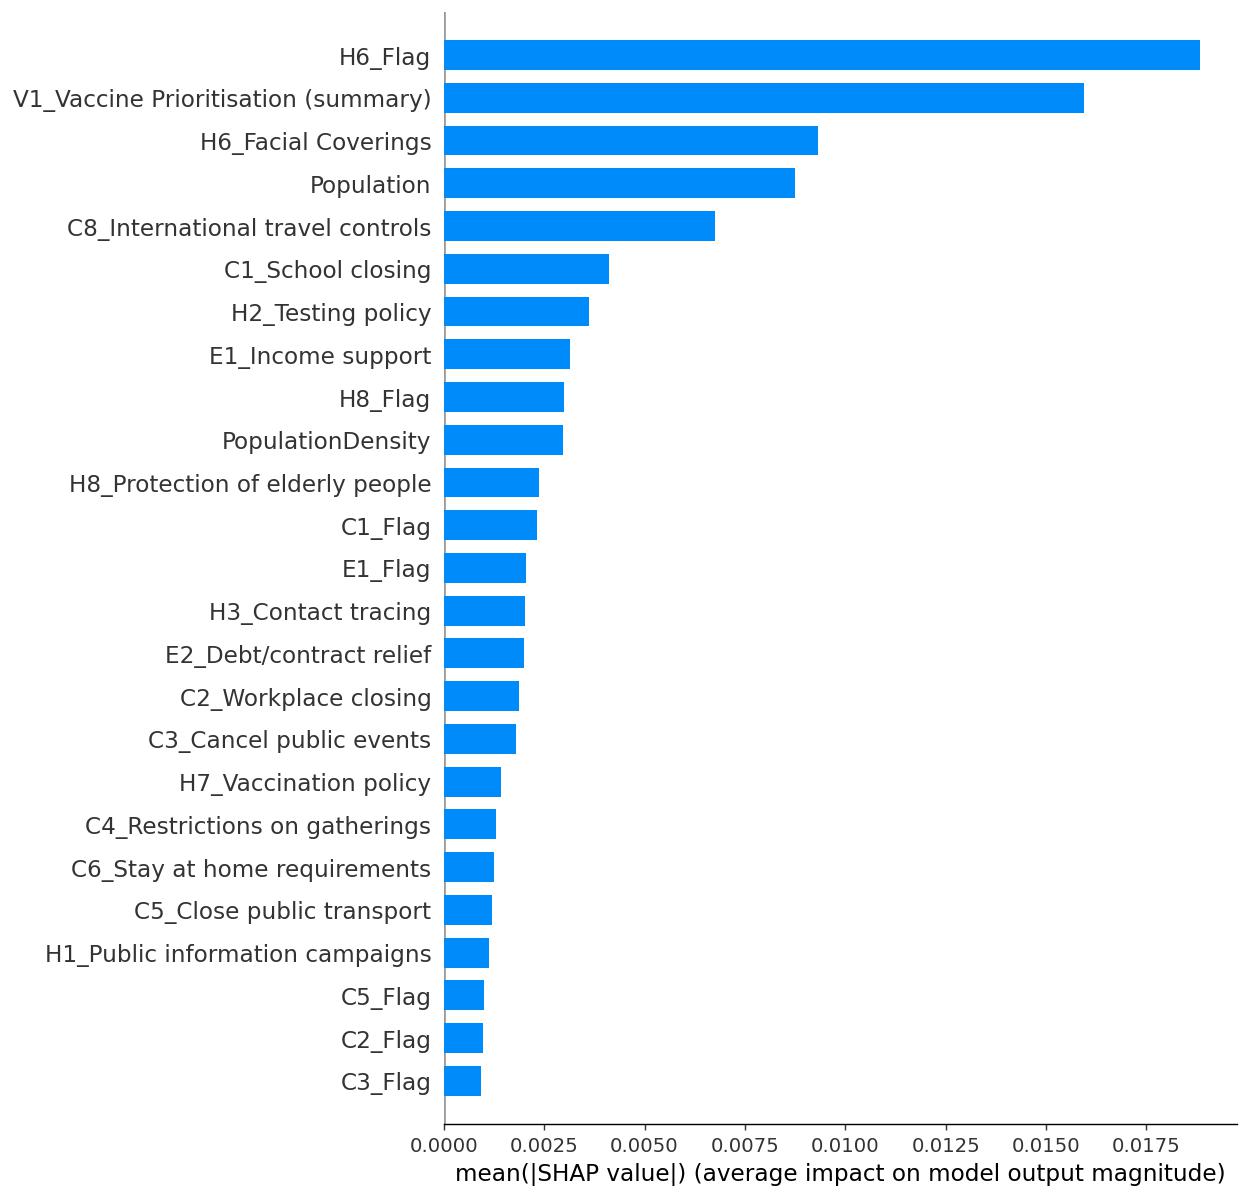 H6_Flag
V1_Vaccine Prioritisation (summary)
H6_Facial Coverings
Population
C8_International travel controls
C1_School closing
H2_Testing policy
E1_Income support
H8_Flag
PopulationDensity
H8_Protection of elderly people
C1_Flag
E1_Flag
H3_Contact tracing
E2_Debt/contract relief
C2_Workplace closing
C3_Cancel public events
H7_Vaccination policy
C4_Restrictions on gatherings
C6_Stay at home requirements
C5_Close public transport
H1_Public information campaigns
C5_Flag
C2_Flag
C3_Flag
0.0000 0.0025 0.0050 0.0075 0.0100 0.0125 0.0150 0.0175
mean(|SHAP value|) (average impact on model output magnitude)